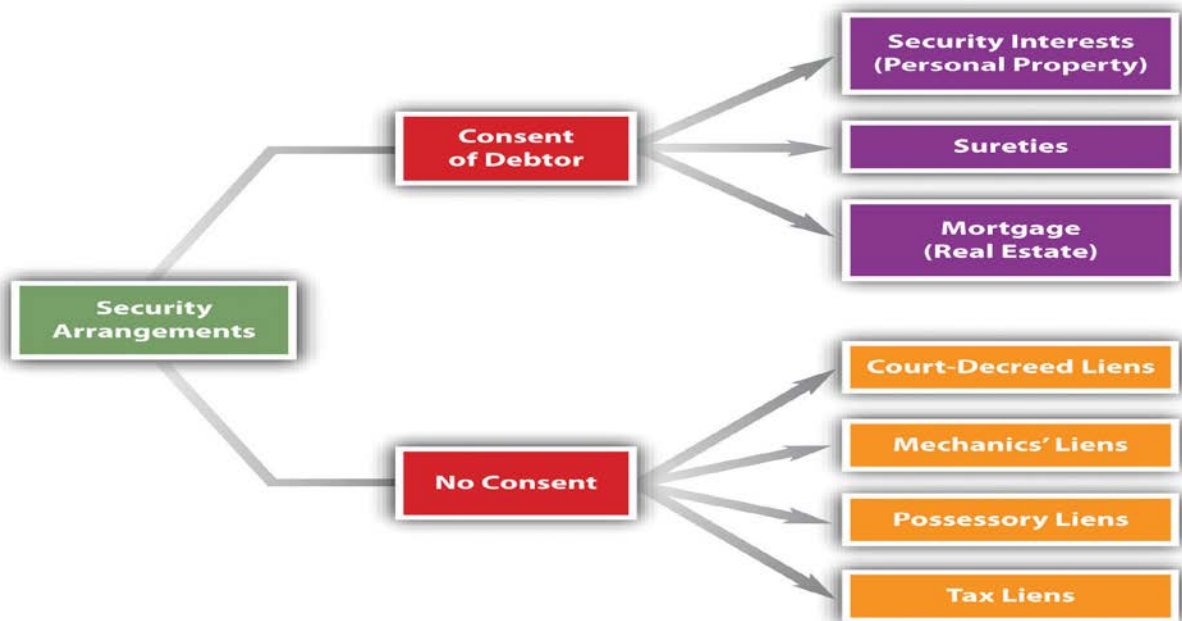 Security Interests
(Personal Property)
Consent
of Debtor
Sureties
Mortgage
(Real Estate)
Security
Arrangements
Court-Decreed Liens
Mechanics’ Liens
No Consent
Possessory Liens
Tax Liens